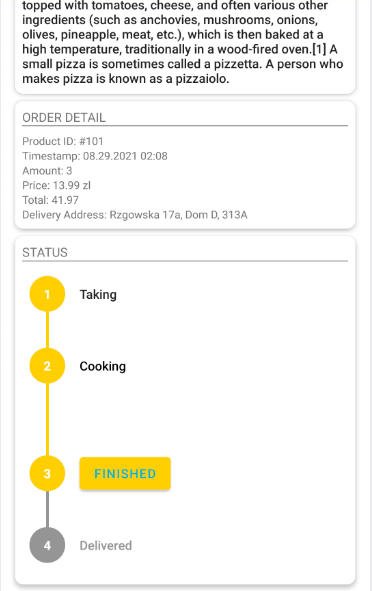 topped with tomatoes, cheese, and often various other
ingredients (such as anchovies, mushrooms, onions,
olives, pineapple, meat, etc.), which is then baked at a
high temperature, traditionally in a wood-fired oven.[1] A
small pizza is sometimes called a pizzetta. A person who
makes pizza is known as a pizzaiolo.
ORDER DETAIL
Product ID: #101
Timestamp: 08.29.2021 02:08
Amount: 3
Price: 13.99 zl
Total: 41.97
Delivery Address: Rzgowska 17a, Dom D, 313A
STATUS
1 Taking
2 Cooking
3 FINISHED
4 Delivered